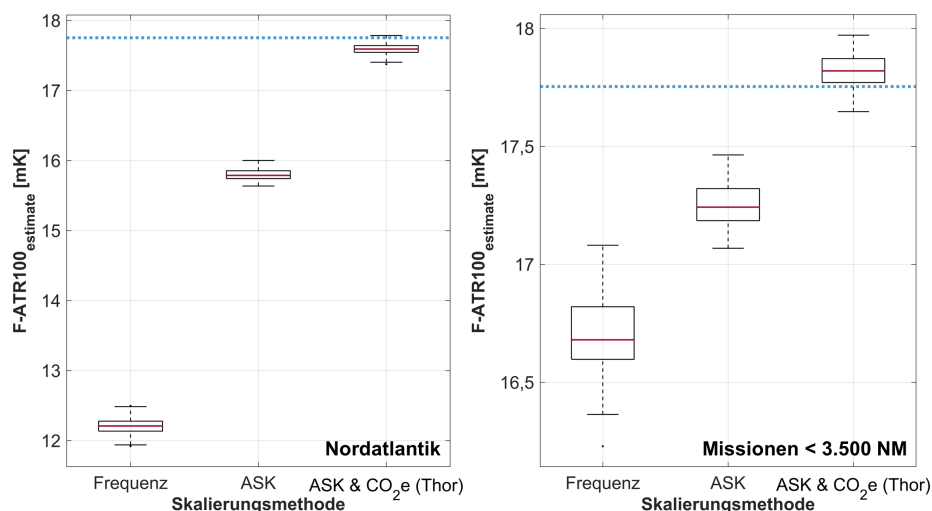 F-ATR100estimate [mK]
18
17
16
15
14
13
12
Nordatlantik
Frequenz
ASK
ASK & CO2e (Thor)
Skalierungsmethode
F-ATR100estimate [mK]
18
17,5
17
16,5
Missionen < 3.500 NM
Frequenz
ASK
ASK & CO2e (Thor)
Skalierungsmethode